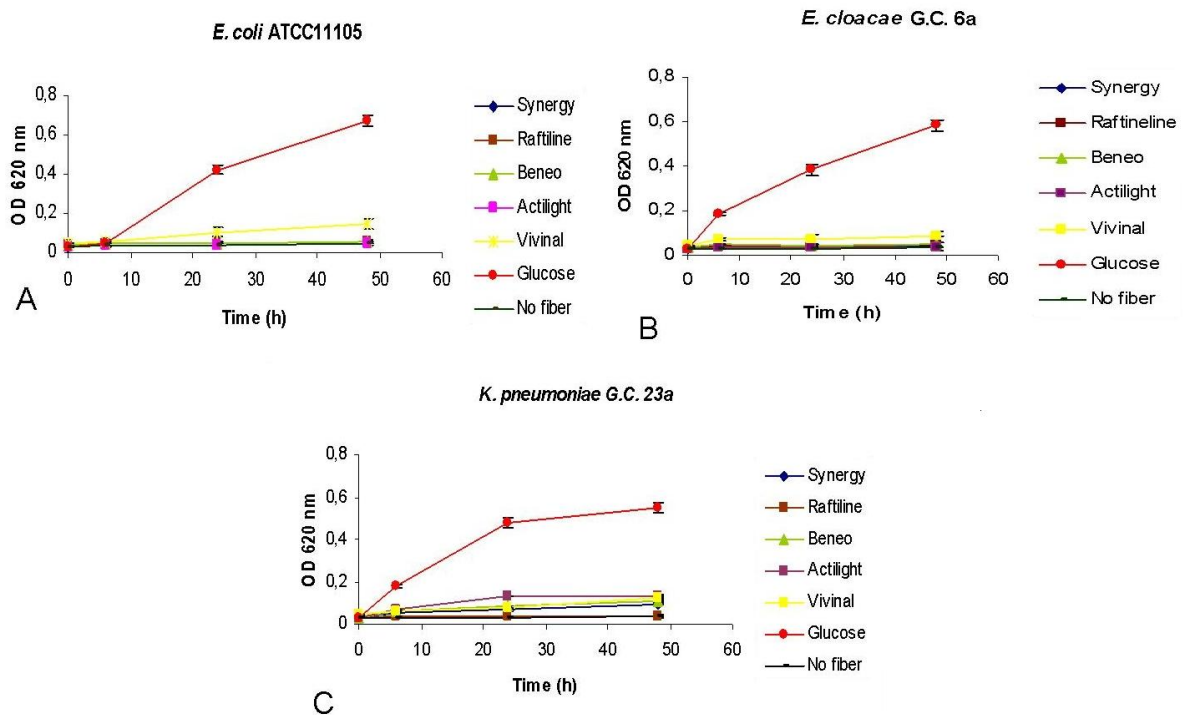 E. coli ATCC11105
OD 620 nm
0,8
0,6
0,4
0,2
0
0 10 20 30 40 50 60
Time (h)
Synergy
Raftiline
Beneo
Actilight
Vivinal
Glucose
No fiber
A
E. cloacae G.C. 6a
OD 620 nm
0,8
0,6
0,4
0,2
0
0 10 20 30 40 50 60
Time (h)
Synergy
Raftineline
Beneo
Actilight
Vivinal
Glucose
No fiber
B
K. pneumoniae G.C. 23a
OD 620 nm
0,8
0,6
0,4
0,2
0
0 10 20 30 40 50 60
Time (h)
Synergy
Raftiline
Beneo
Actilight
Vivinal
Glucose
No fiber
C